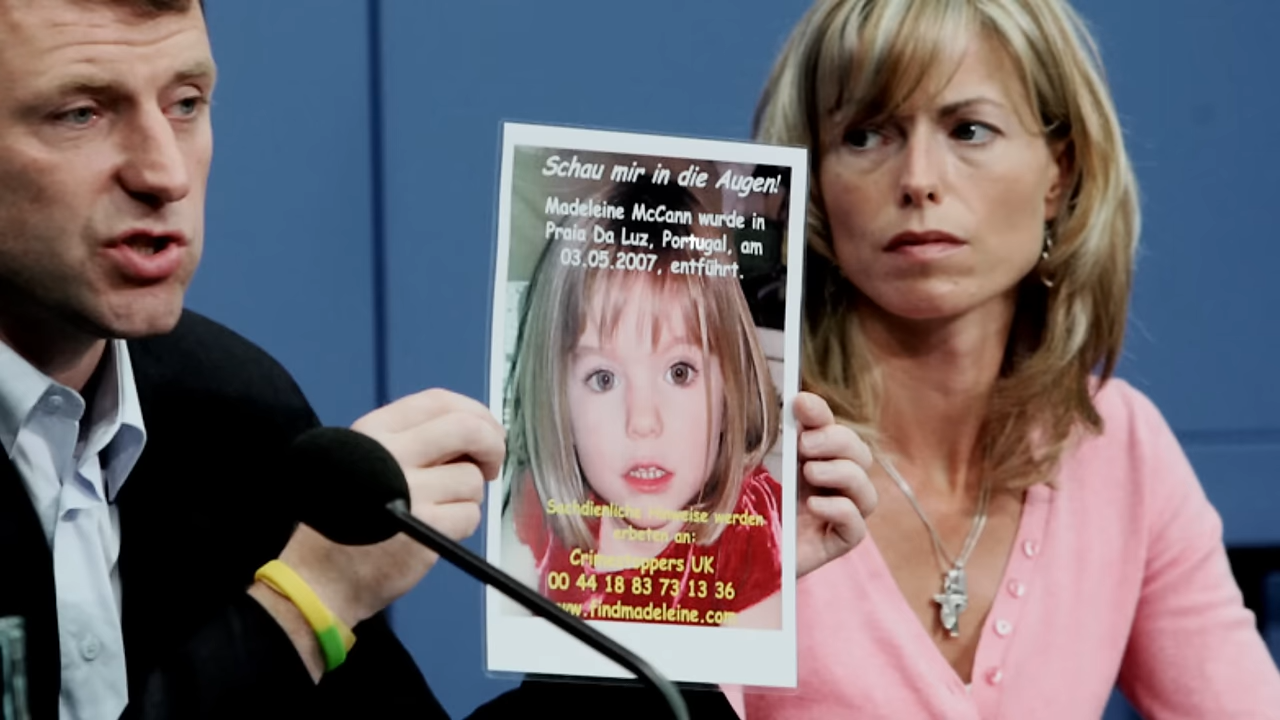 Schau mir in die Augen!
Madeleine McCann wurde in
Praia Da Luz, Portugal, am
03.05.2007, entführt.
Sachdienliche Hinweise werden
erbeten an:
Crimestoppers UK
00 44 18 83 73 13 36
www.findmadeleine.com